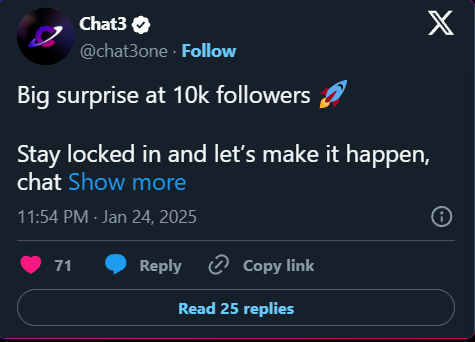 Chat3
@chat3one · Follow
Big surprise at 10k followers 🚀
Stay locked in and let’s make it happen,
chat Show more
11:54 PM · Jan 24, 2025
71 Reply Copy link
Read 25 replies